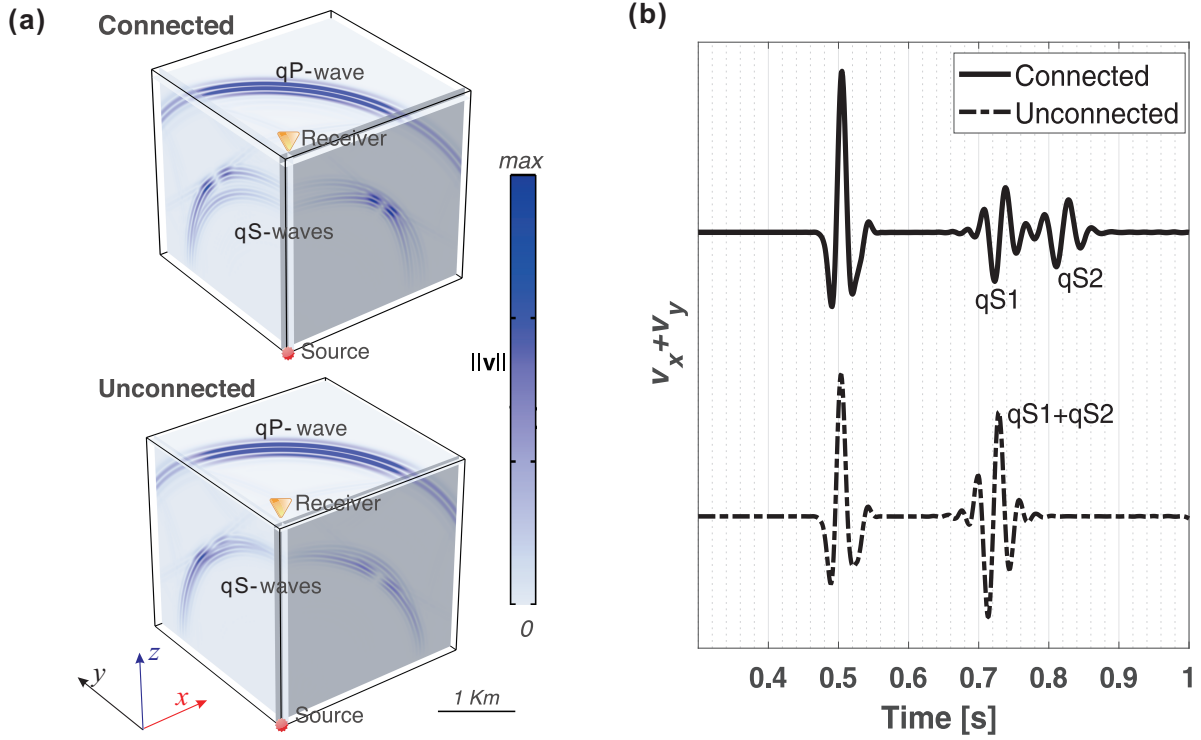 (a)
Connected
qP-wave
Receiver
qS-waves
Source
Unconnected
qP- wave
Receiver
qS-waves
Source
x
y
z
1 Km
max
||v||
0
(b)
Connected
Unconnected
qS1
qS2
qS1+qS2
v_x+v_y
0.4 0.5 0.6 0.7 0.8 0.9 1
Time [s]